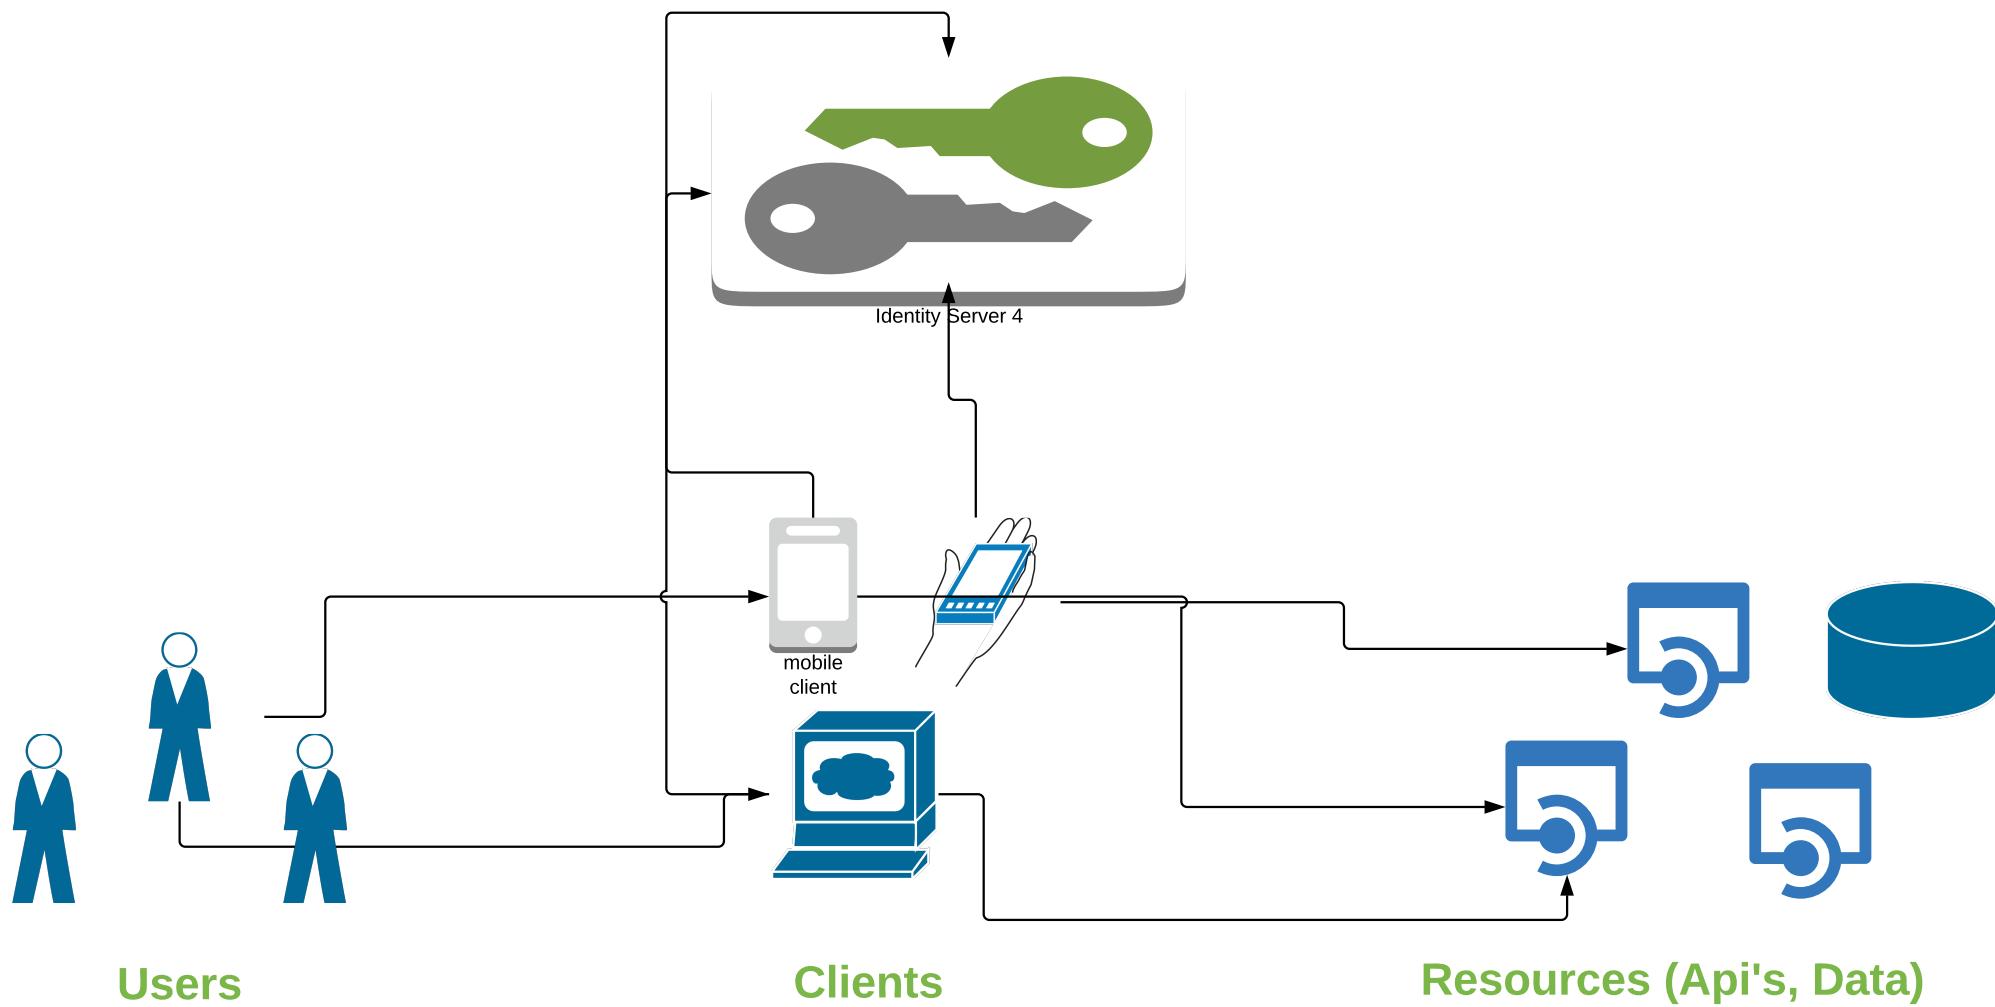 Identity Server 4
mobile
client
Users
Clients
Resources (Api's, Data)